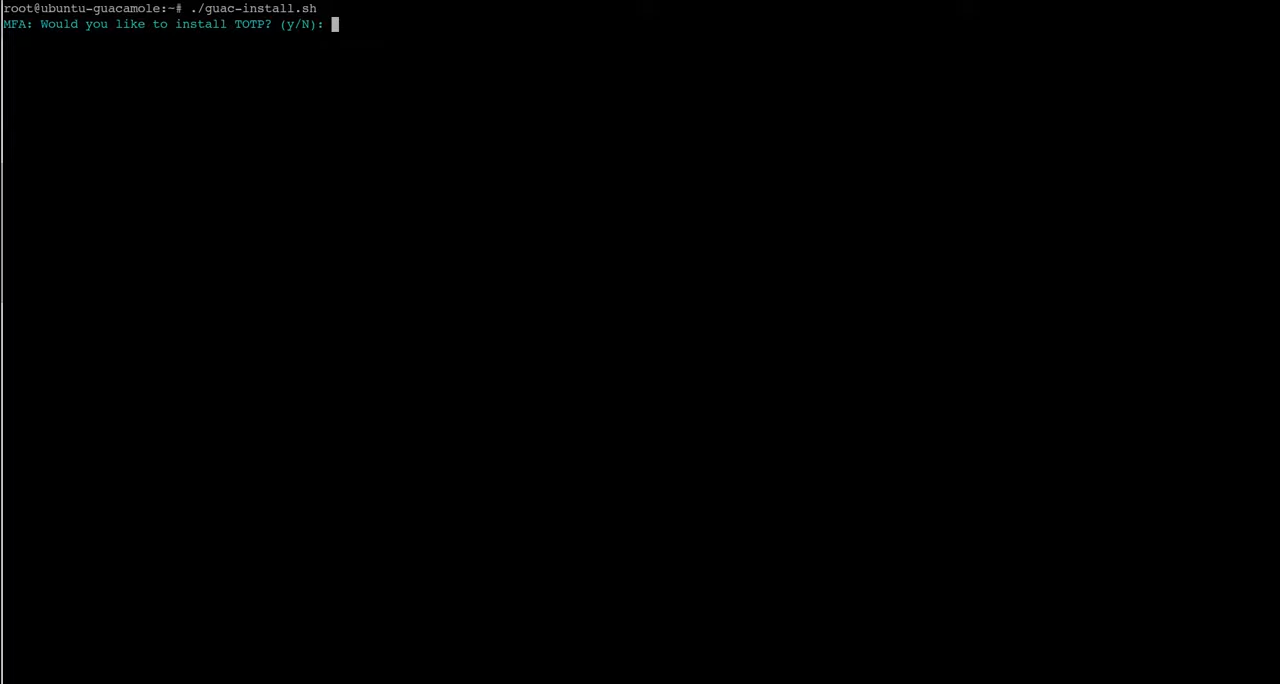 root@ubuntu-guacamole:~# ./guac-install.sh
MFA: Would you like to install TOTP? (y/N):